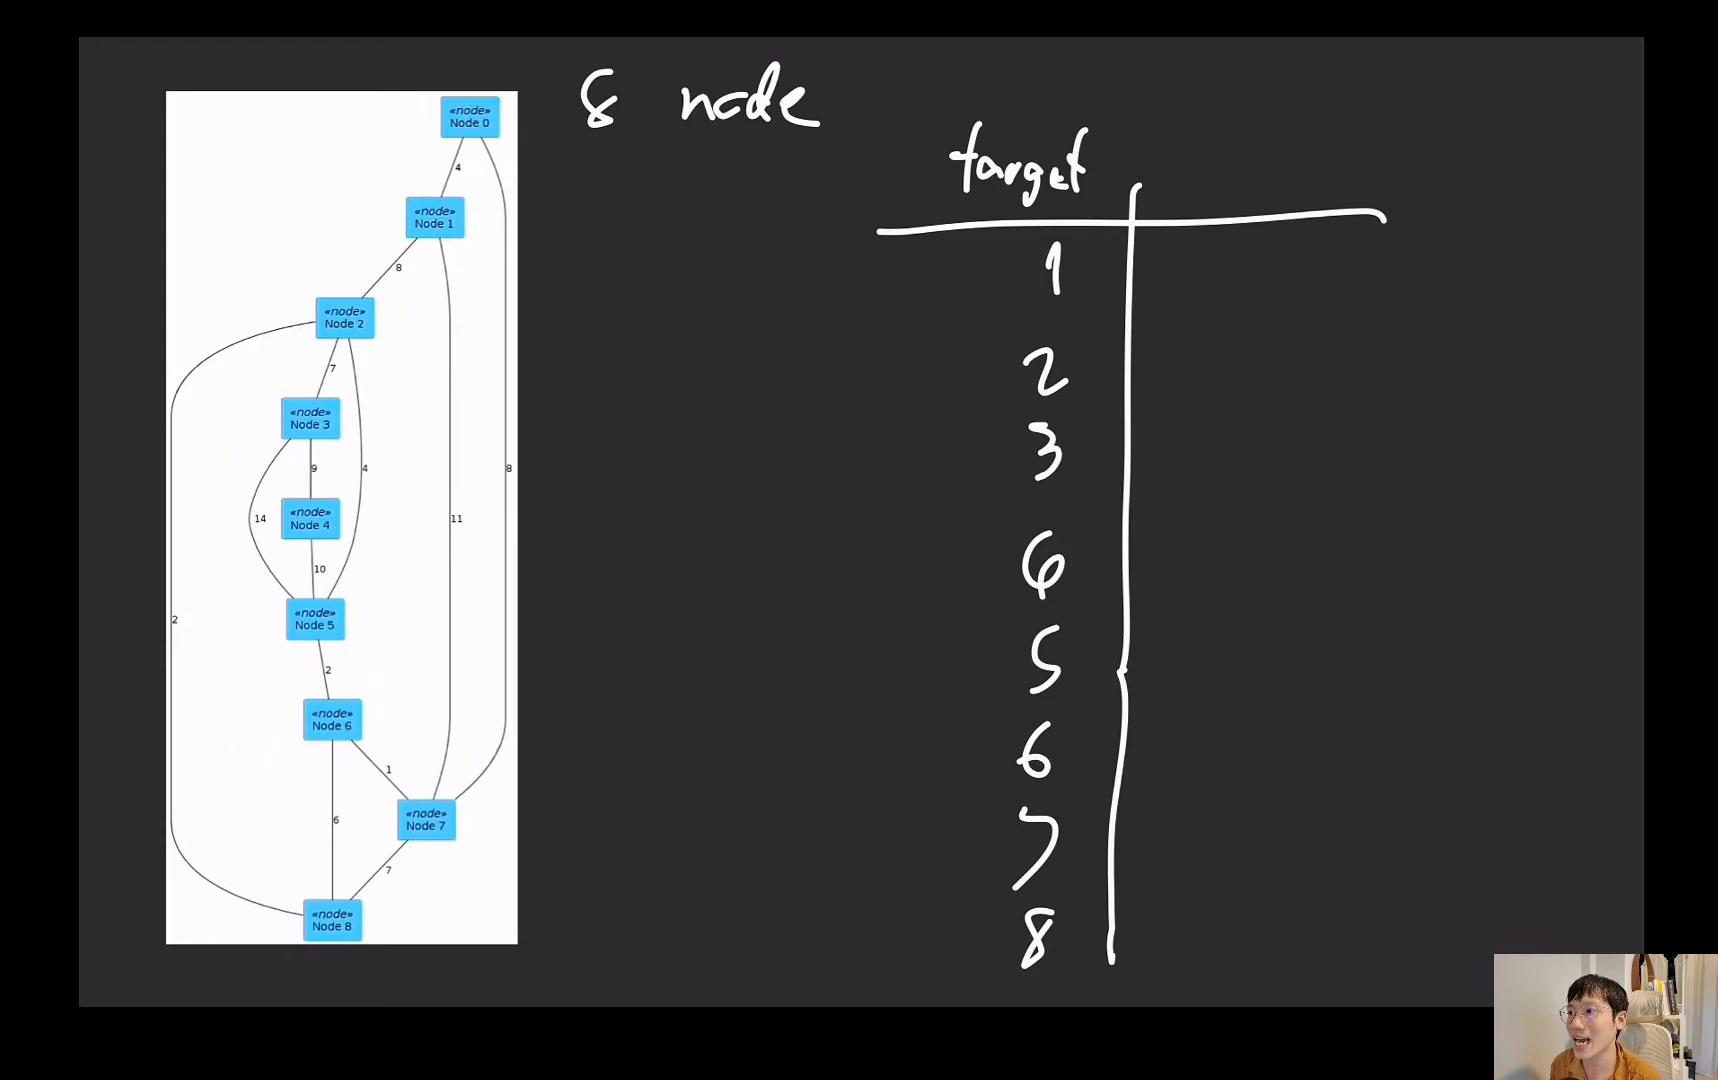 8 node
target
«node»
Node 0
4
«node»
Node 1
8
«node»
Node 2
7
«node»
Node 3
9
4
8
14
«node»
Node 4
11
10
2
«node»
Node 5
2
«node»
Node 6
1
6
«node»
Node 7
7
«node»
Node 8
1
2
3
6
5
6
7
8